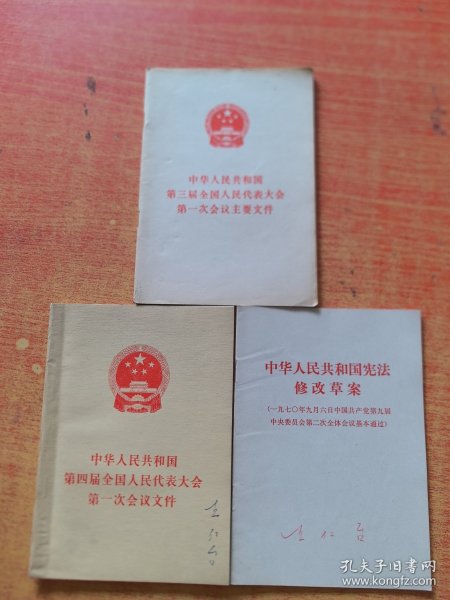 中华人民共和国
第三届全国人民代表大会
第一次会议主要文件
中华人民共和国
第四届全国人民代表大会
第一次会议文件
中华人民共和国宪法
修改草案
(一九七〇年九月六日中国共产党第九届
中央委员会第二次全体会议基本通过)
孔夫子旧书网
www.kongfz.com